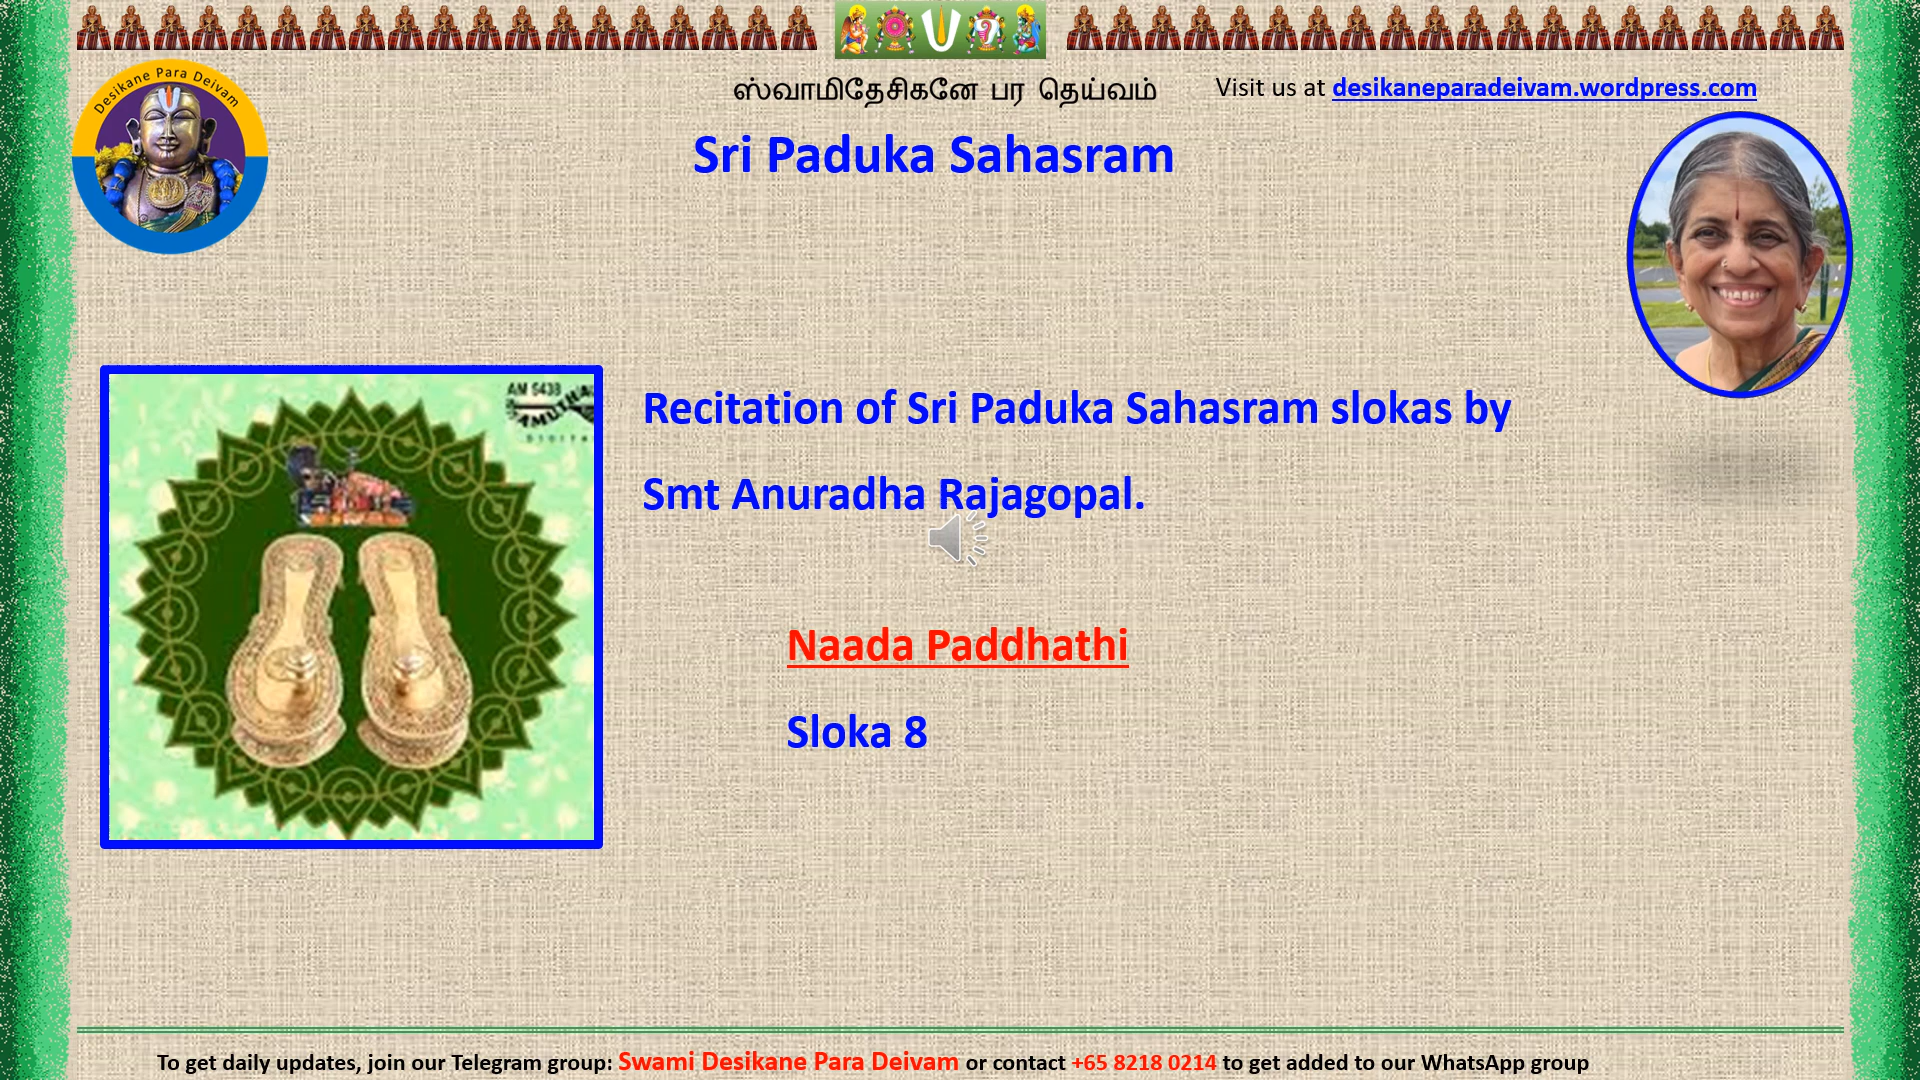 Desikane Para Deivam
ஸ்வாமிதேசிகனே பர தெய்வம்
Visit us at desikaneparadeivam.wordpress.com
Sri Paduka Sahasram
AM 5438
Recitation of Sri Paduka Sahasram slokas by
Smt Anuradha Rajagopal.
Naada Paddhathi
Sloka 8
To get daily updates, join our Telegram group: Swami Desikane Para Deivam or contact +65 8218 0214 to get added to our WhatsApp group